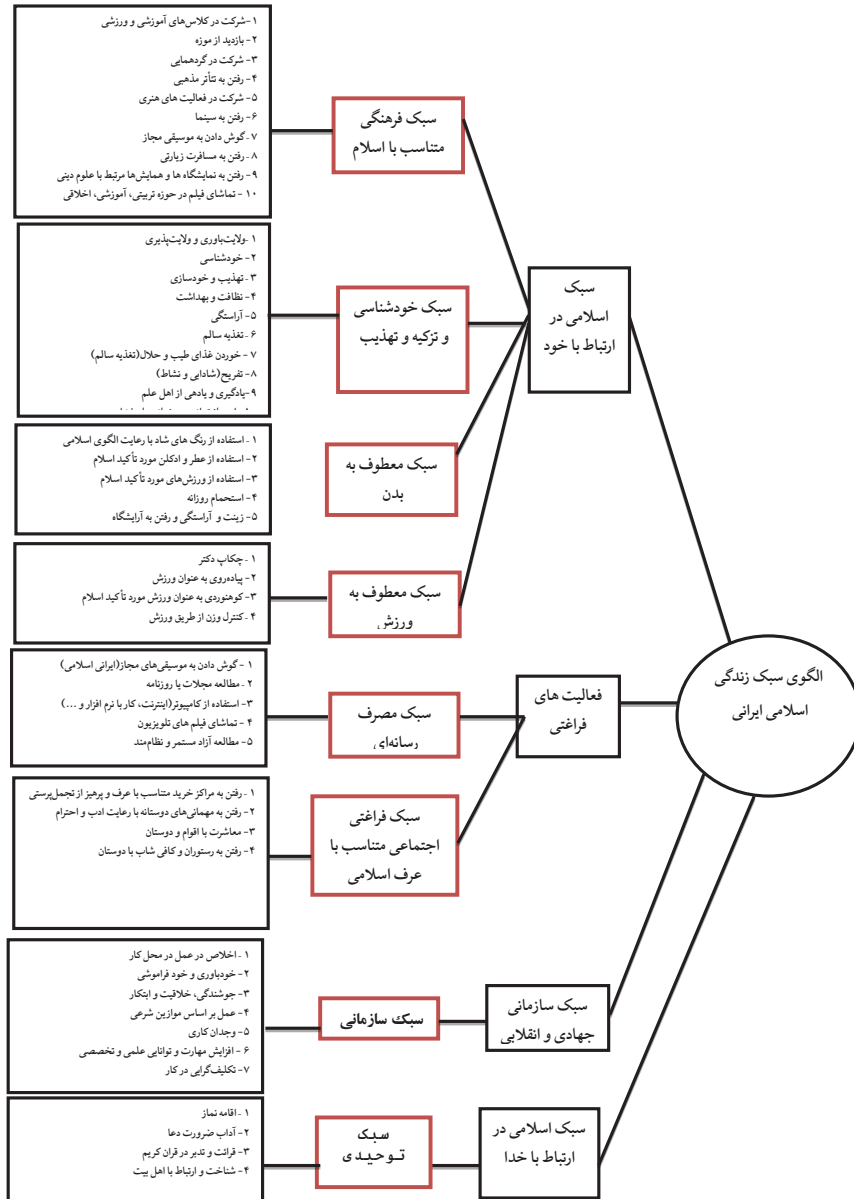 الگوی سبک زندگی
اسلامی ایرانی
سبک
اسلامی در
ارتباط با خود
سبک فرهنگی
متناسب با اسلام
۱-شرکت در کلاس‌های آموزشی و ورزشی
۲- بازدید از موزه
۳- شرکت در گردهمایی
۴- رفتن به تئاتر مذهبی
۵- شرکت در فعالیت های هنری
۶- رفتن به سینما
۷- گوش دادن به موسیقی مجاز
۸- رفتن به مسافرت زیارتی
۹- رفتن به نمایشگاه ها و همایش‌ها مرتبط با علوم دینی
۱۰- تماشای فیلم در حوزه تربیتی، آموزشی، اخلاقی
سبک خودشناسی
و تزکیه و تهذیب
۱ -ولایت‌باوری و ولایت‌پذیری
۲- خودشناسی
۳ - تهذیب و خودسازی
۴- نظافت و بهداشت
۵- آراستگی
۶ - تغذیه سالم
۷ - خوردن غذای طیب و حلال(تغذیه سالم)
۸- تفریح(شادابی و نشاط)
۹-یادگیری و یادهی از اهل علم
سبک معطوف به
بدن
۱ - استفاده از رنگ های شاد با رعایت الگوی اسلامی
۲- استفاده از عطر و ادکلن مورد تأکید اسلام
۳- استفاده از ورزش‌های مورد تأکید اسلام
۴- استحمام روزانه
۵- زینت و آراستگی و رفتن به آرایشگاه
سبک معطوف به
ورزش
۱ - چکاپ دکتر
۲- پیاده‌روی به عنوان ورزش
۳-کوهنوردی به عنوان ورزش مورد تأکید اسلام
۴ -کنترل وزن از طریق ورزش
فعالیت های
فراغتی
سبک مصرف
رسانه‌ای
۱ - گوش دادن به موسیقی‌های مجاز(ایرانی اسلامی)
۲ - مطالعه مجلات یا روزنامه
۳- استفاده از کامپیوتر(اینترنت، کار با نرم افزار و ...)
۴ - تماشای فیلم های تلویزیون
۵- مطالعه آزاد مستمر و نظام‌مند
سبک فراغتی
اجتماعی متناسب با
عرف اسلامی
۱ - رفتن به مراکز خرید متناسب با عرف و پرهیز از تجمل‌پرستی
۲- رفتن به مهمانی‌های دوستانه با رعایت ادب و احترام
۳- معاشرت با اقوام و دوستان
۴- رفتن به رستوران و کافی شاپ با دوستان
سبک سازمانی
جهادی و انقلابی
سبک سازمانی
۱ - اخلاص در عمل در محل کار
۲- خودباوری و خود فراموشی
۳- جوشندگی، خلاقیت و ابتکار
۴- عمل بر اساس موازین شرعی
۵- وجدان کاری
۶ - افزایش مهارت و توانایی علمی و تخصصی
۷- تکلیف‌گرایی در کار
سبک اسلامی در
ارتباط با خدا
سبک
توحیدی
۱ - اقامه نماز
۲- آداب ضرورت دعا
۳- قرائت و تدبر در قران کریم
۴- شناخت و ارتباط با اهل بیت